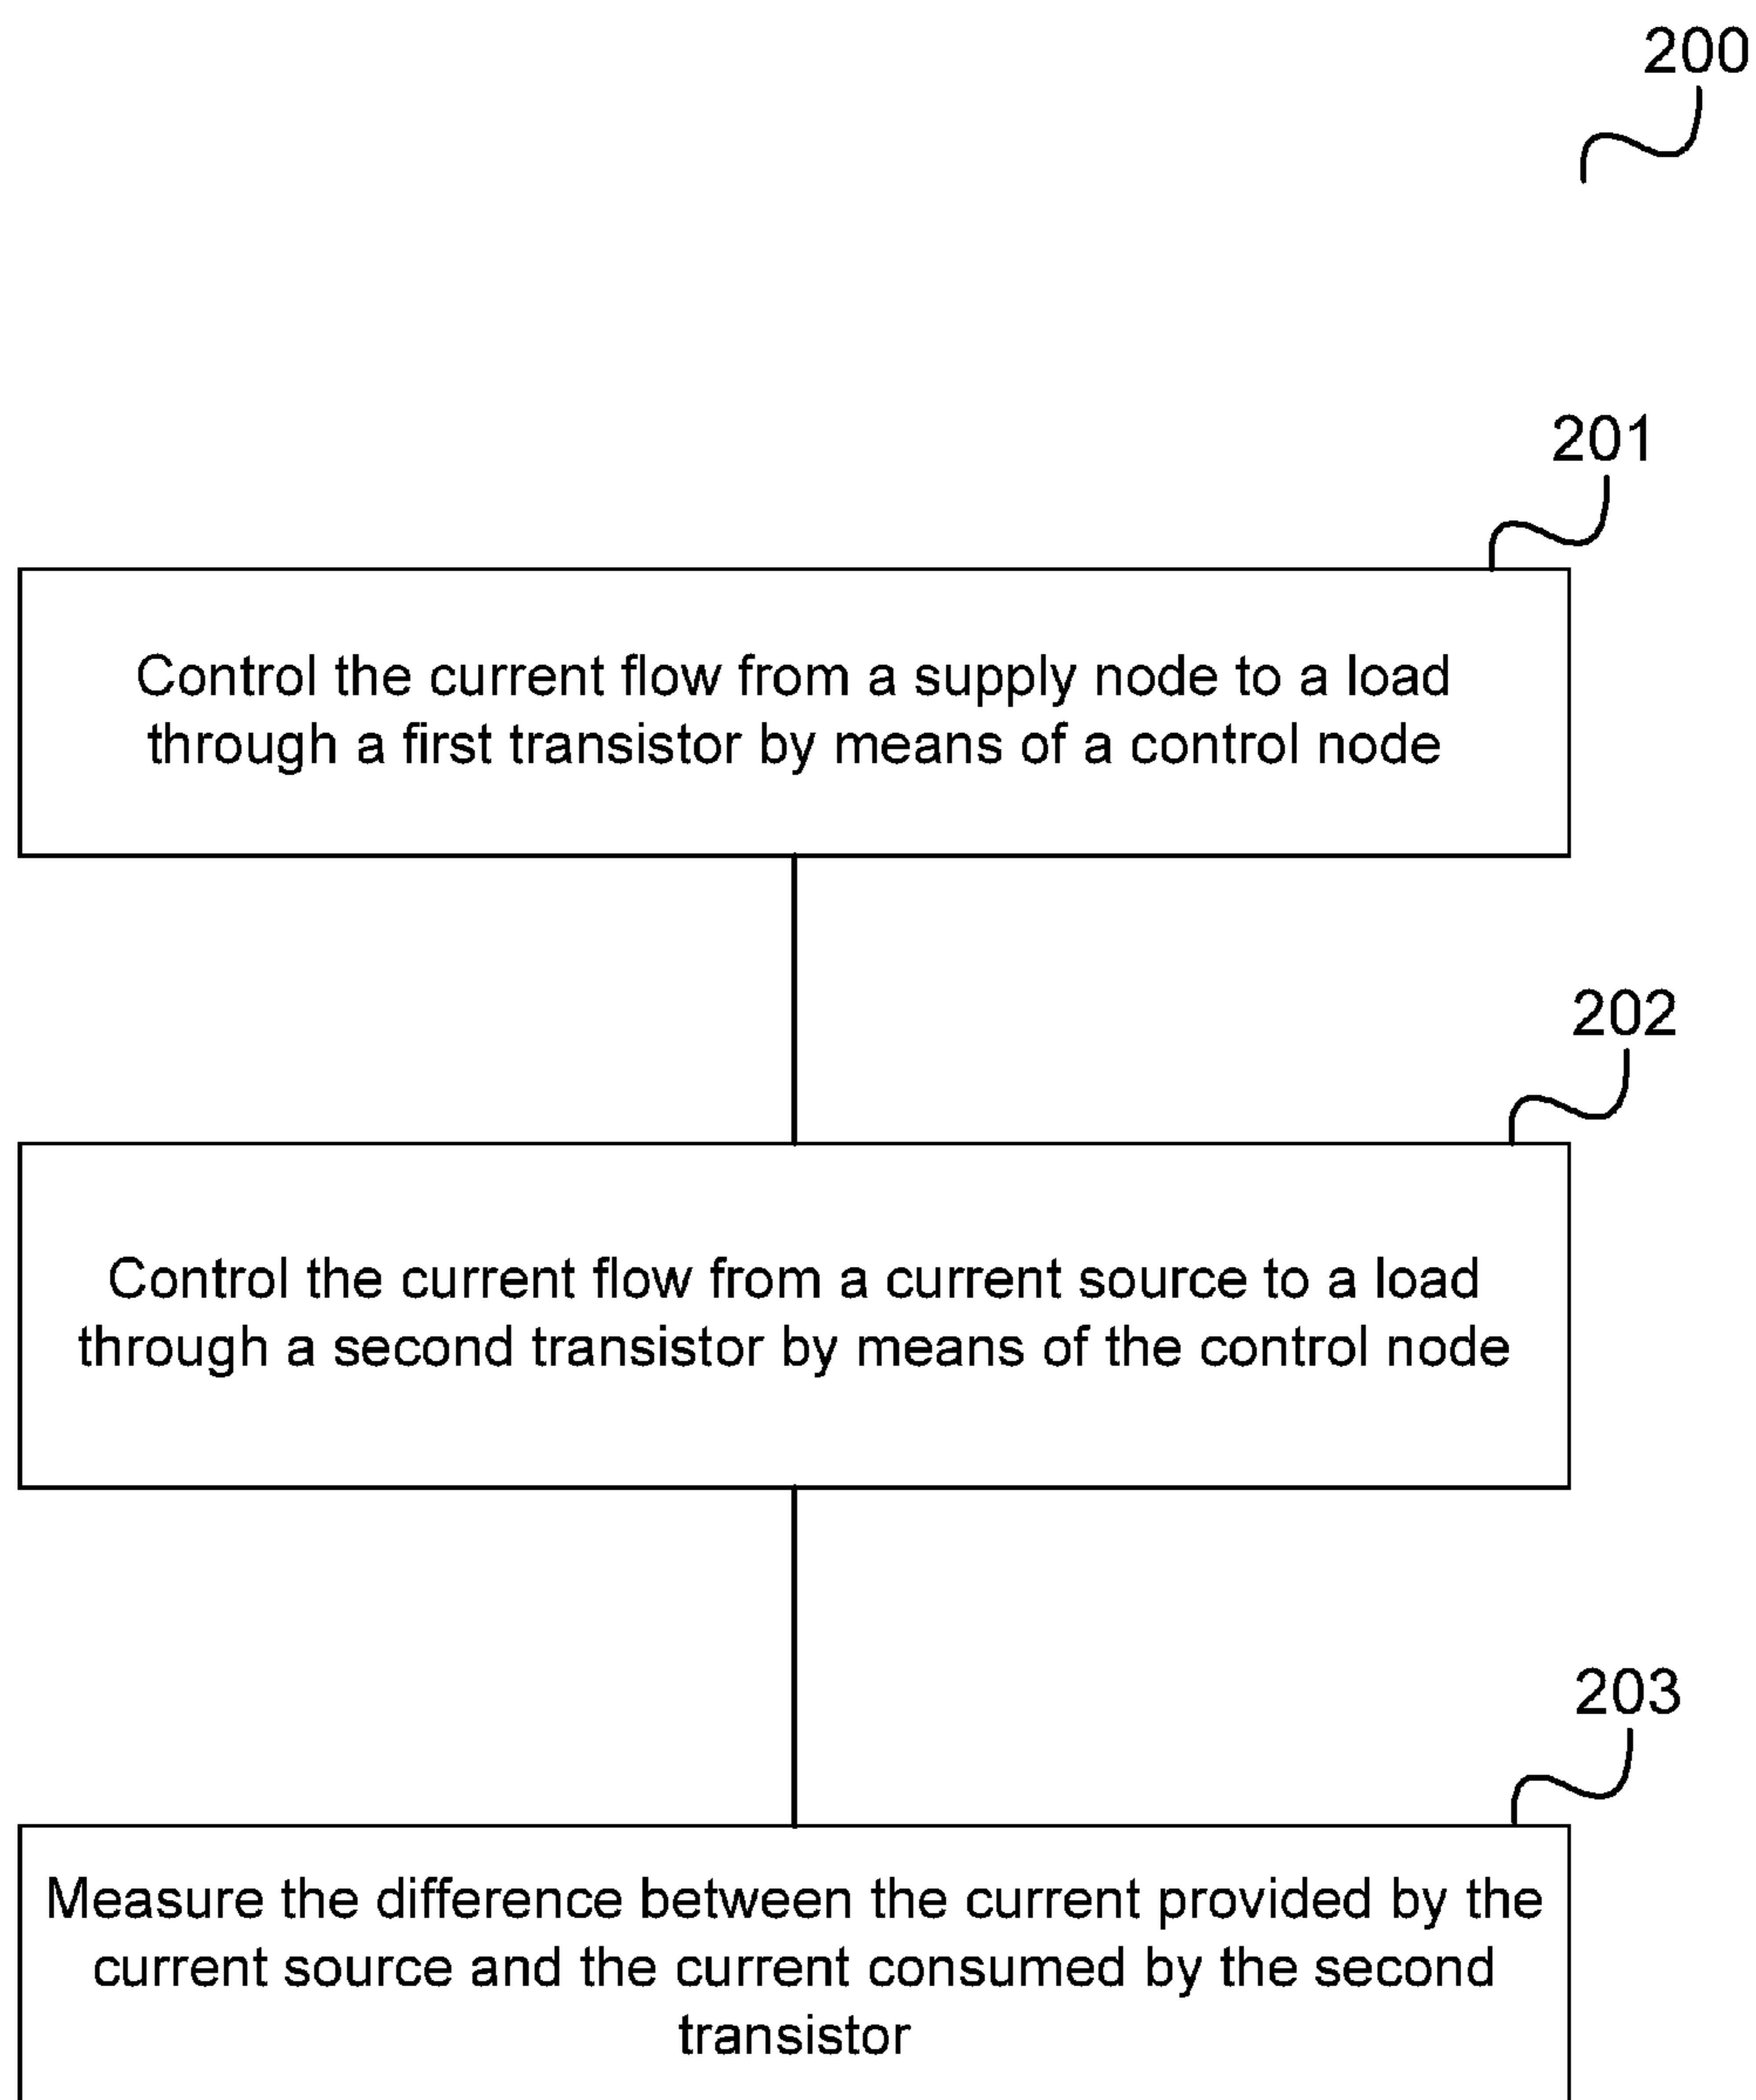 200
201
Control the current flow from a supply node to a load
through a first transistor by means of a control node
202
Control the current flow from a current source to a load
through a second transistor by means of the control node
203
Measure the difference between the current provided by the
current source and the current consumed by the second
transistor